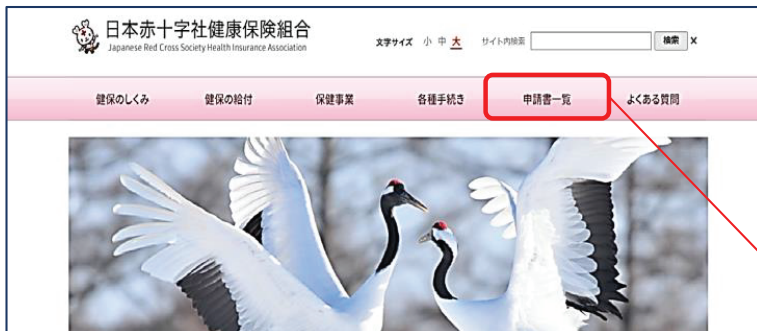 日本赤十字社健康保険組合
Japanese Red Cross Society Health Insurance Association
文字サイズ 小 中 大 サイト内検索 検索 X
健保のしくみ 健保の給付 保健事業 各種手続き 申請書一覧 よくある質問